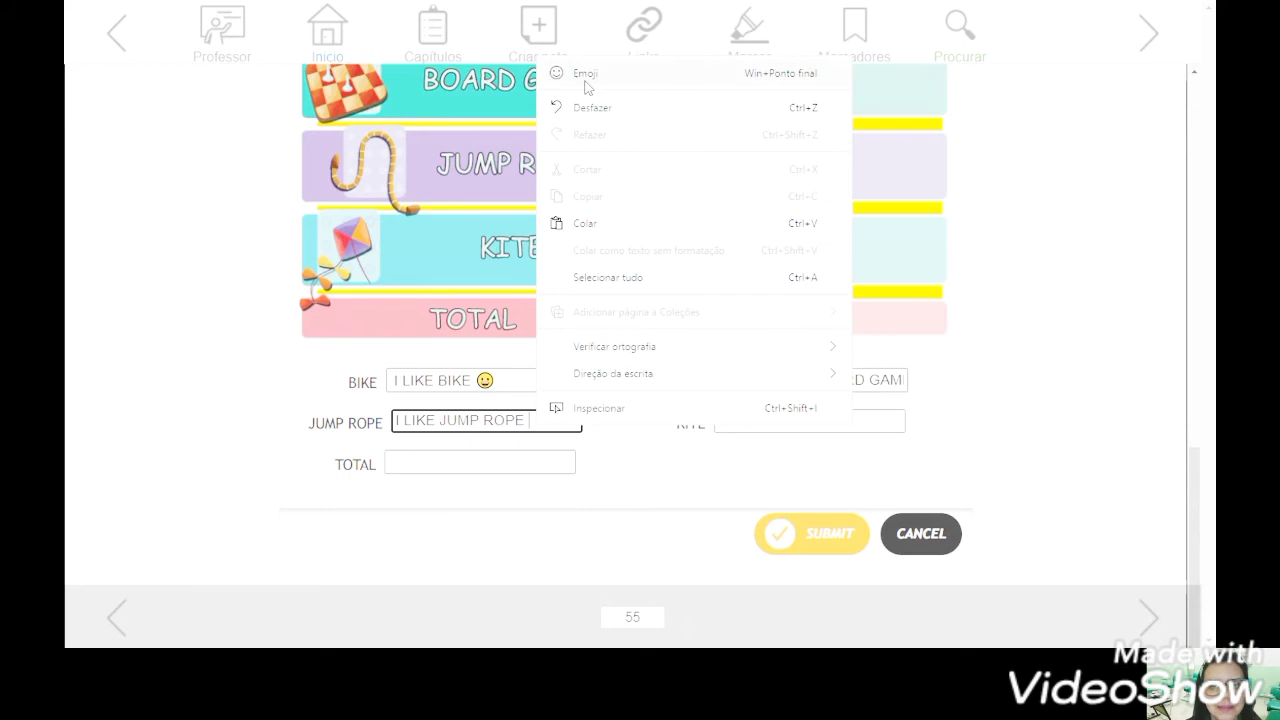 Professor
Inicio
Capítulos
Procurar
BOARD G
JUMP R
KITE
TOTAL
Emoji Win+Ponto final
Desfazer Ctrl+Z
Refazer Ctrl+Shift+Z
Cortar Ctrl+X
Copiar Ctrl+C
Colar Ctrl+V
Colar como texto sem formatação Ctrl+Shift+V
Selecionar tudo Ctrl+A
Adicionar página a Coleções
Verificar ortografia
Direção da escrita
Inspecionar Ctrl+Shift+I
BIKE I LIKE BIKE 🙂 RD GAM
JUMP ROPE I LIKE JUMP ROPE KITE
TOTAL
SUBMIT CANCEL
55
Made with
VideoShow